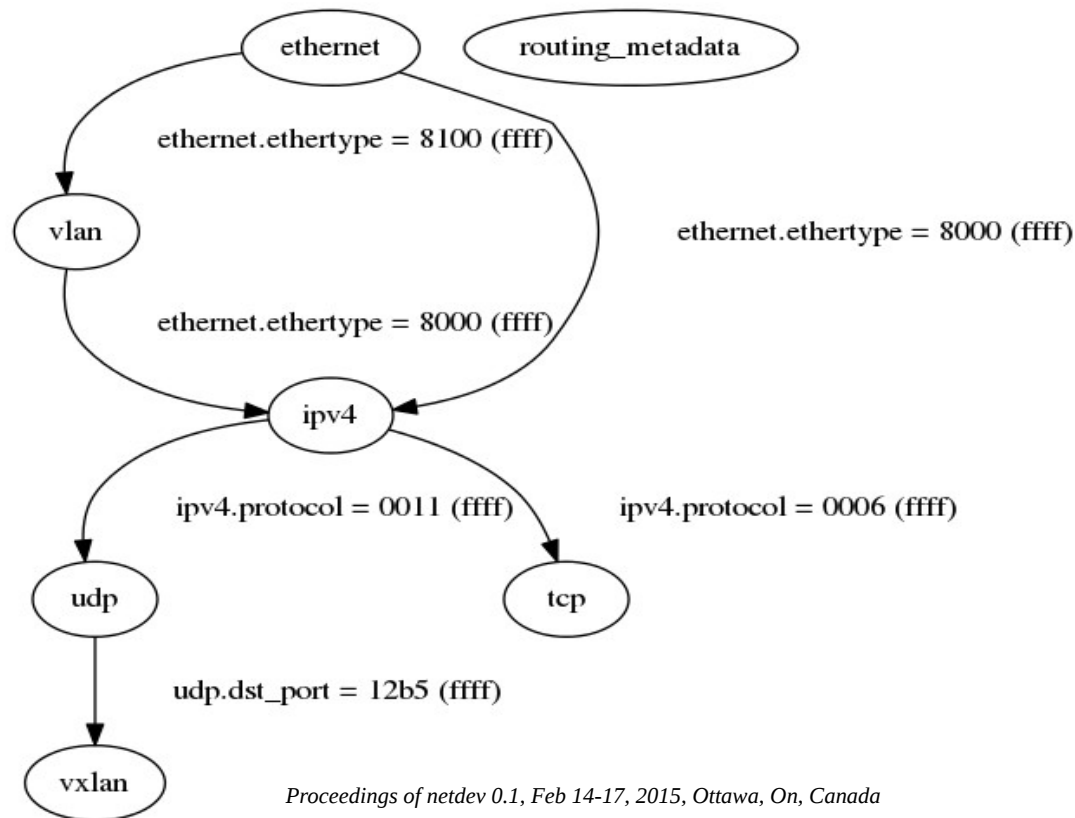 ethernet
routing_metadata
ethernet.ethertype = 8100 (ffff)
vlan
ethernet.ethertype = 8000 (ffff)
ethernet.ethertype = 8000 (ffff)
ipv4
ipv4.protocol = 0011 (ffff)
ipv4.protocol = 0006 (ffff)
udp
tcp
udp.dst_port = 12b5 (ffff)
vxlan
Proceedings of netdev 0.1, Feb 14-17, 2015, Ottawa, On, Canada